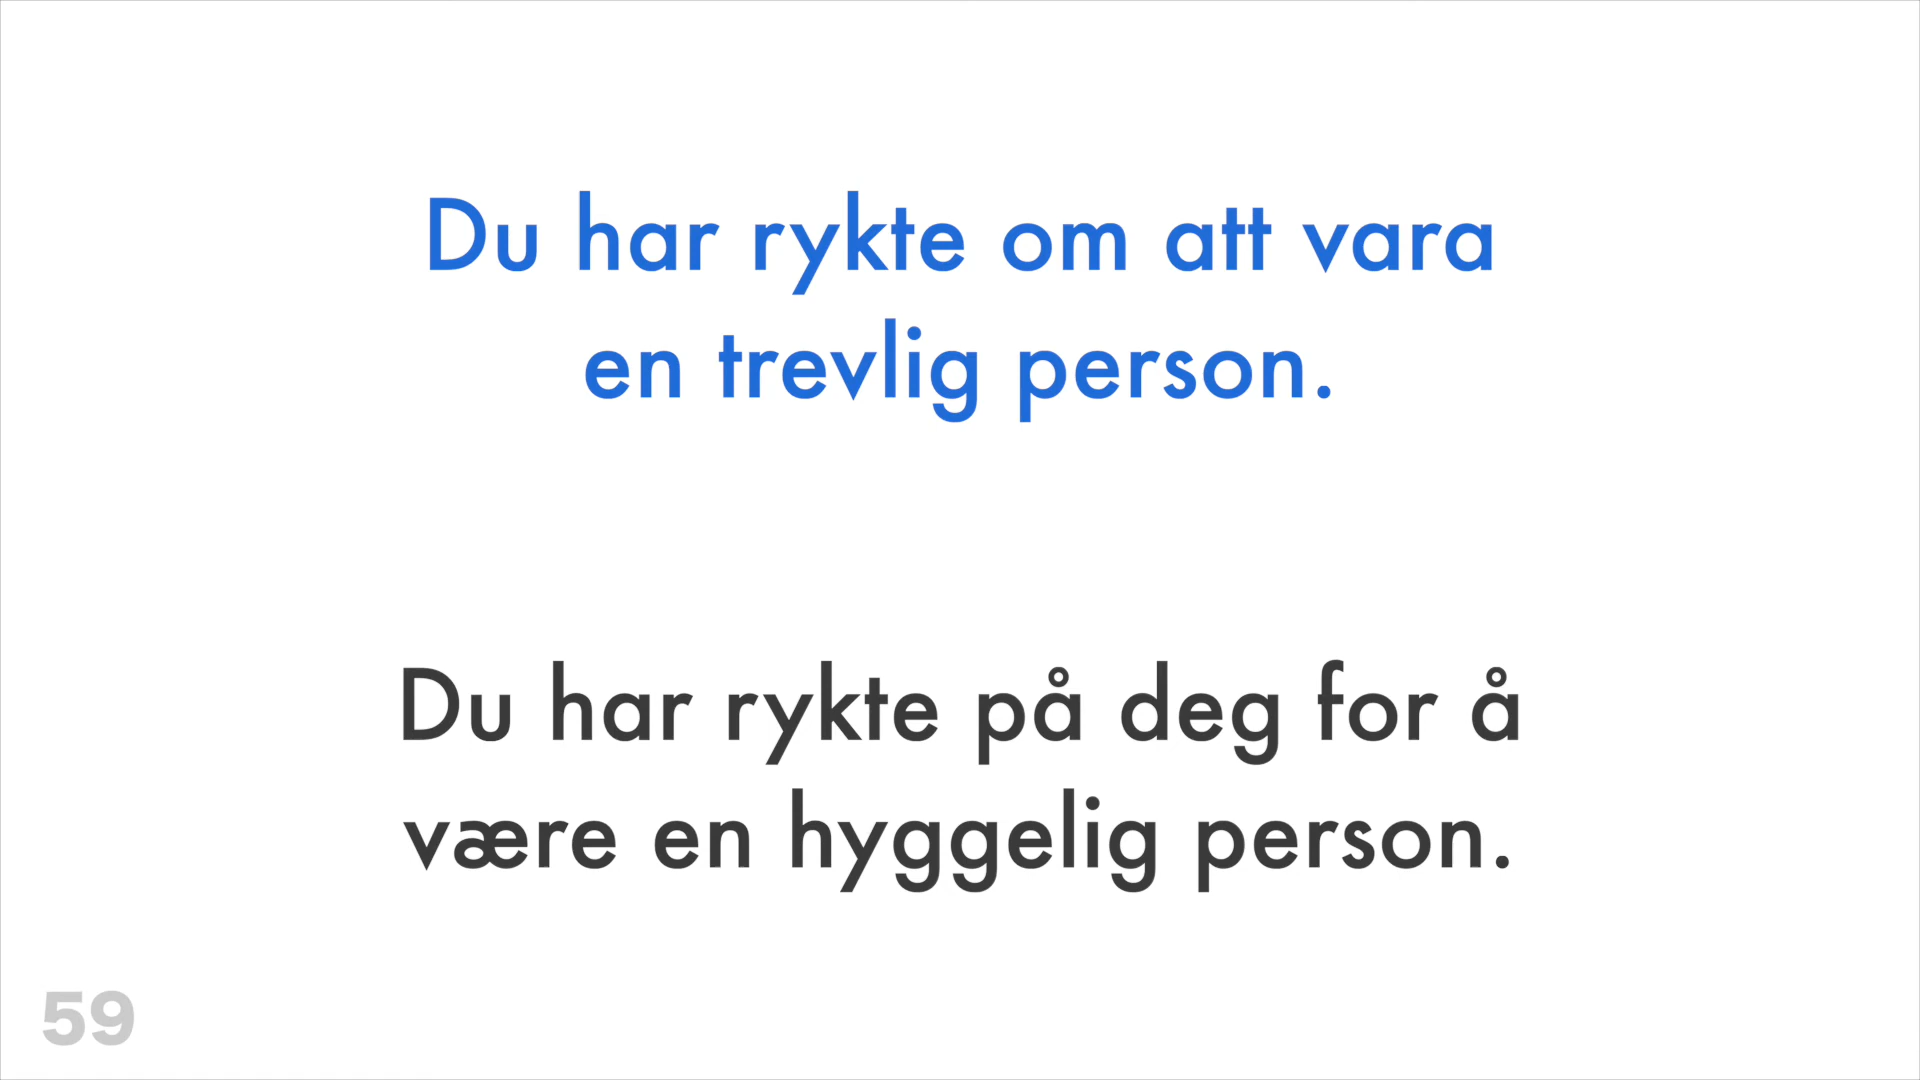 Du har rykte om att vara
en trevlig person.
Du har rykte på deg for å
være en hyggelig person.
59